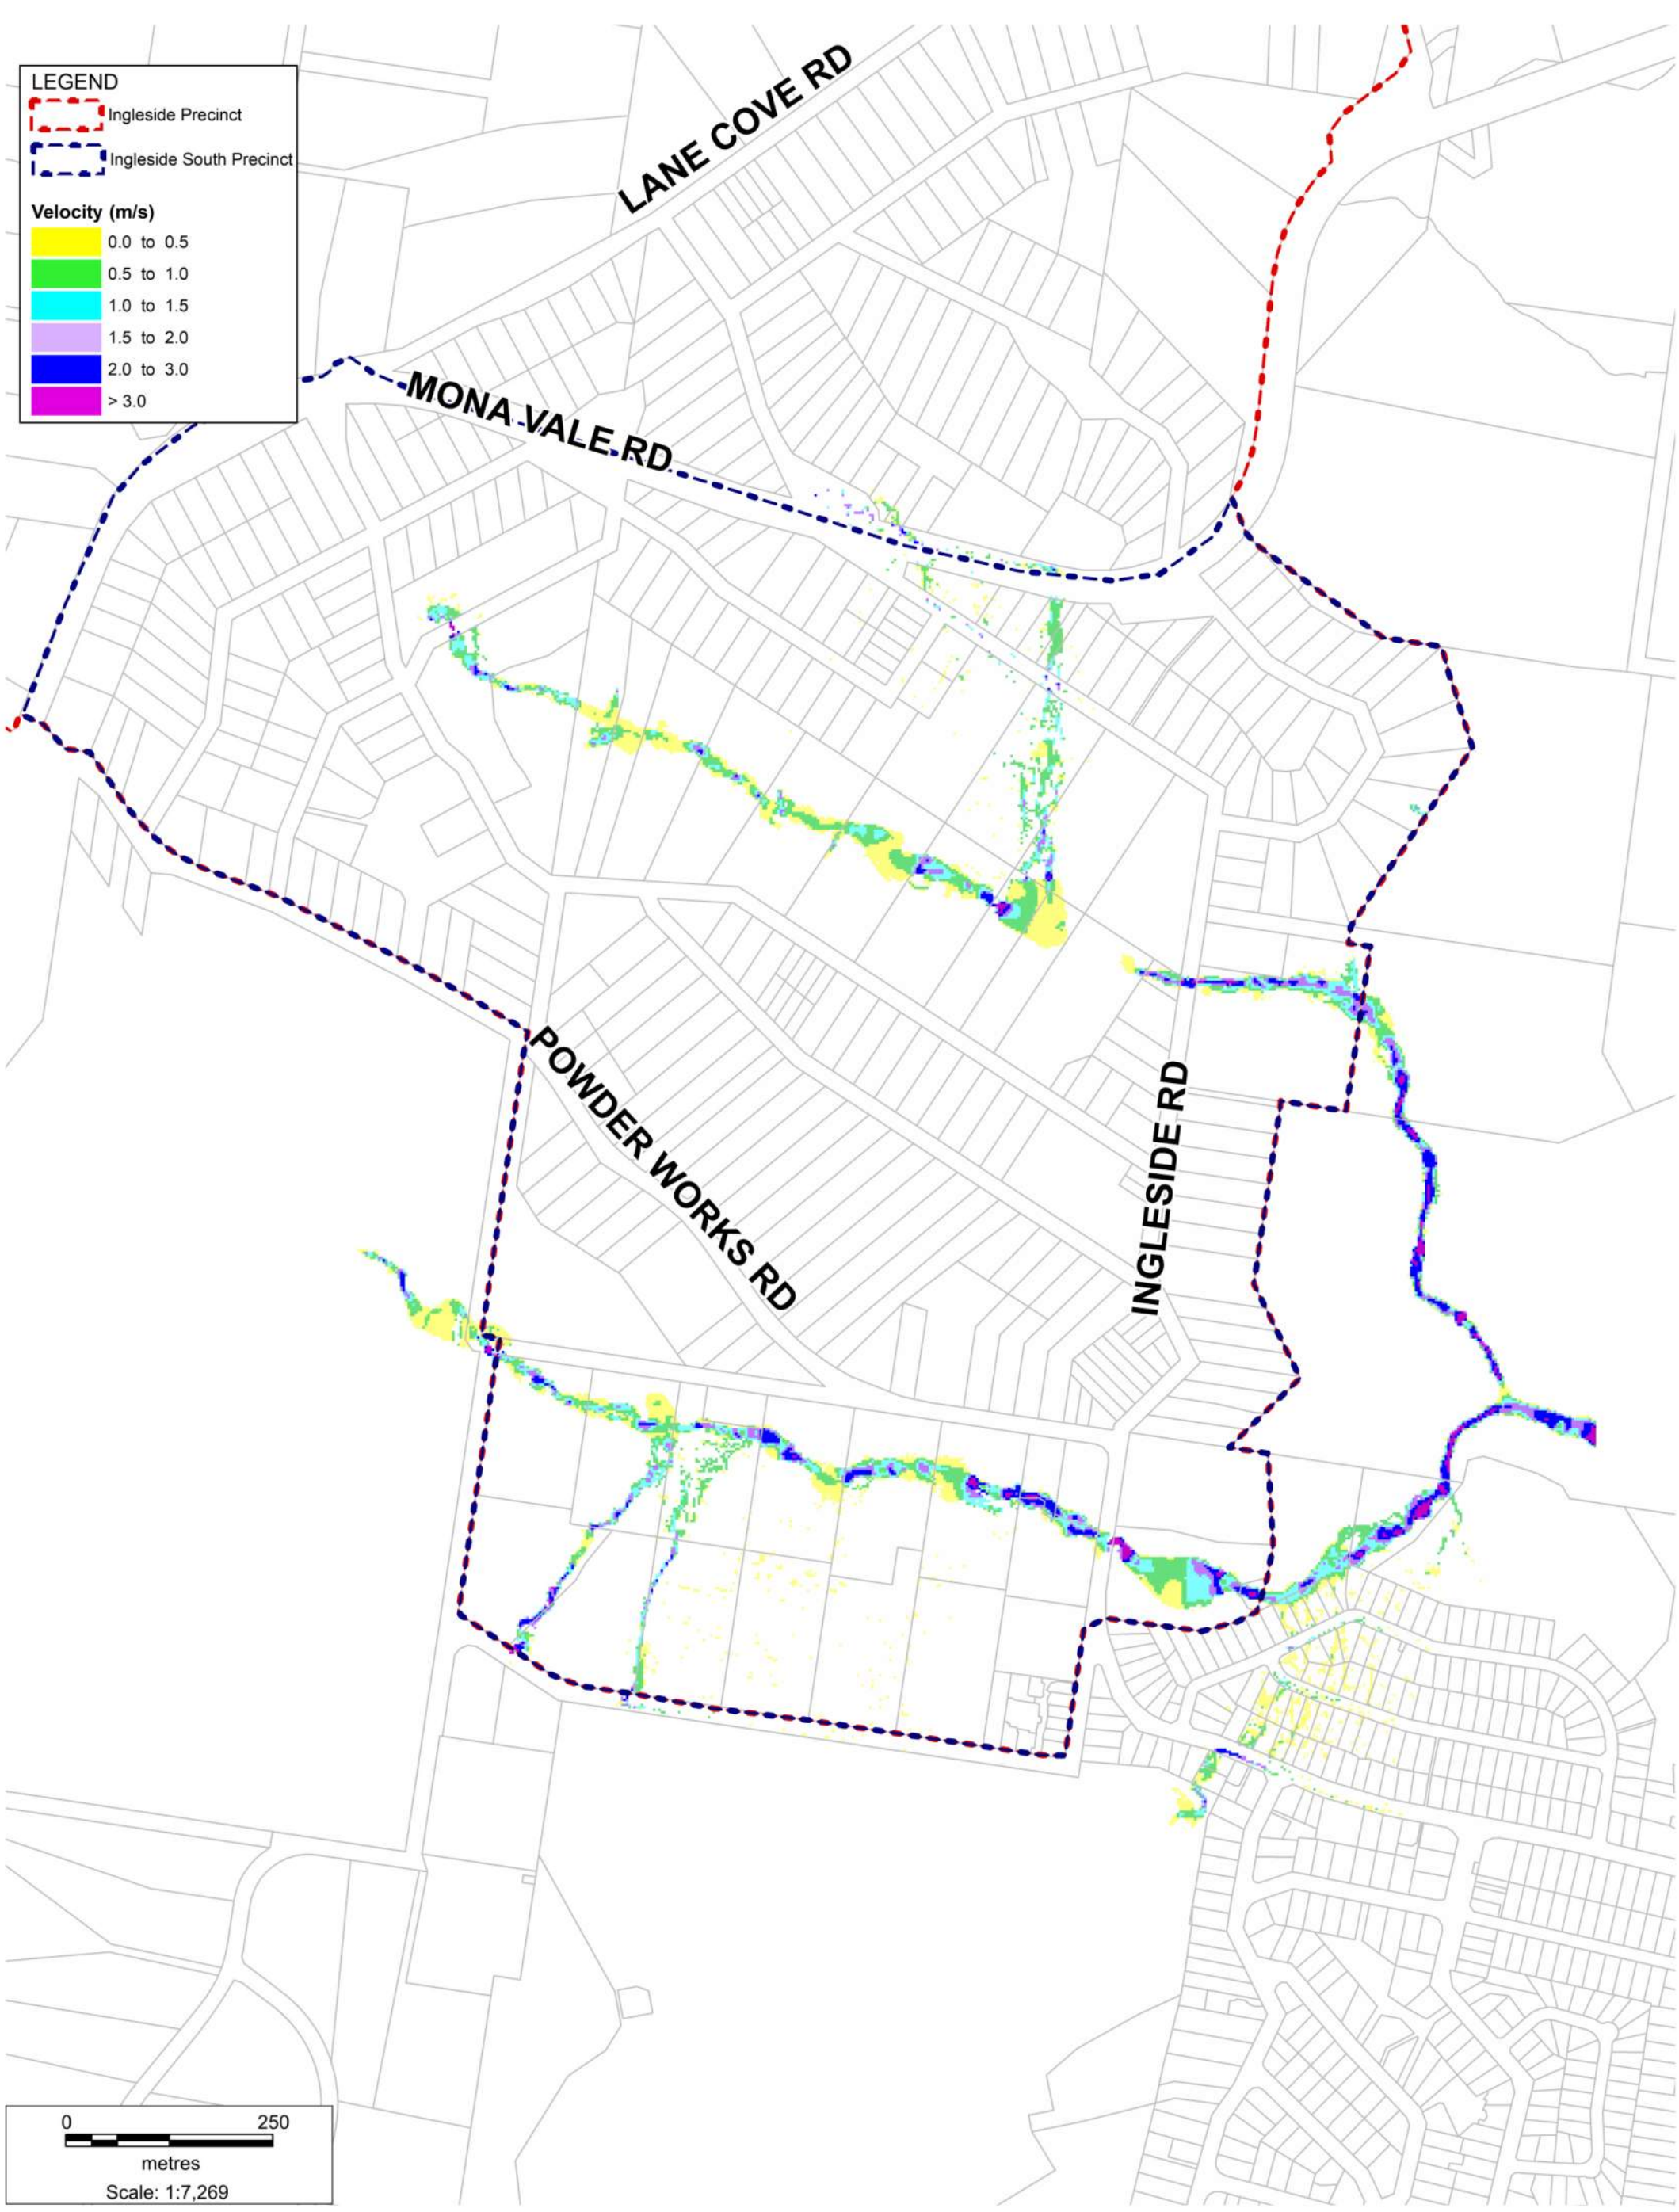 LEGEND
Ingleside Precinct
Ingleside South Precinct
Velocity (m/s)
0.0 to 0.5
0.5 to 1.0
1.0 to 1.5
1.5 to 2.0
2.0 to 3.0
> 3.0
LANE COVE RD
MONA VALE RD
POWDER WORKS RD
INGLESIDE RD
0 250
metres
Scale: 1:7,269